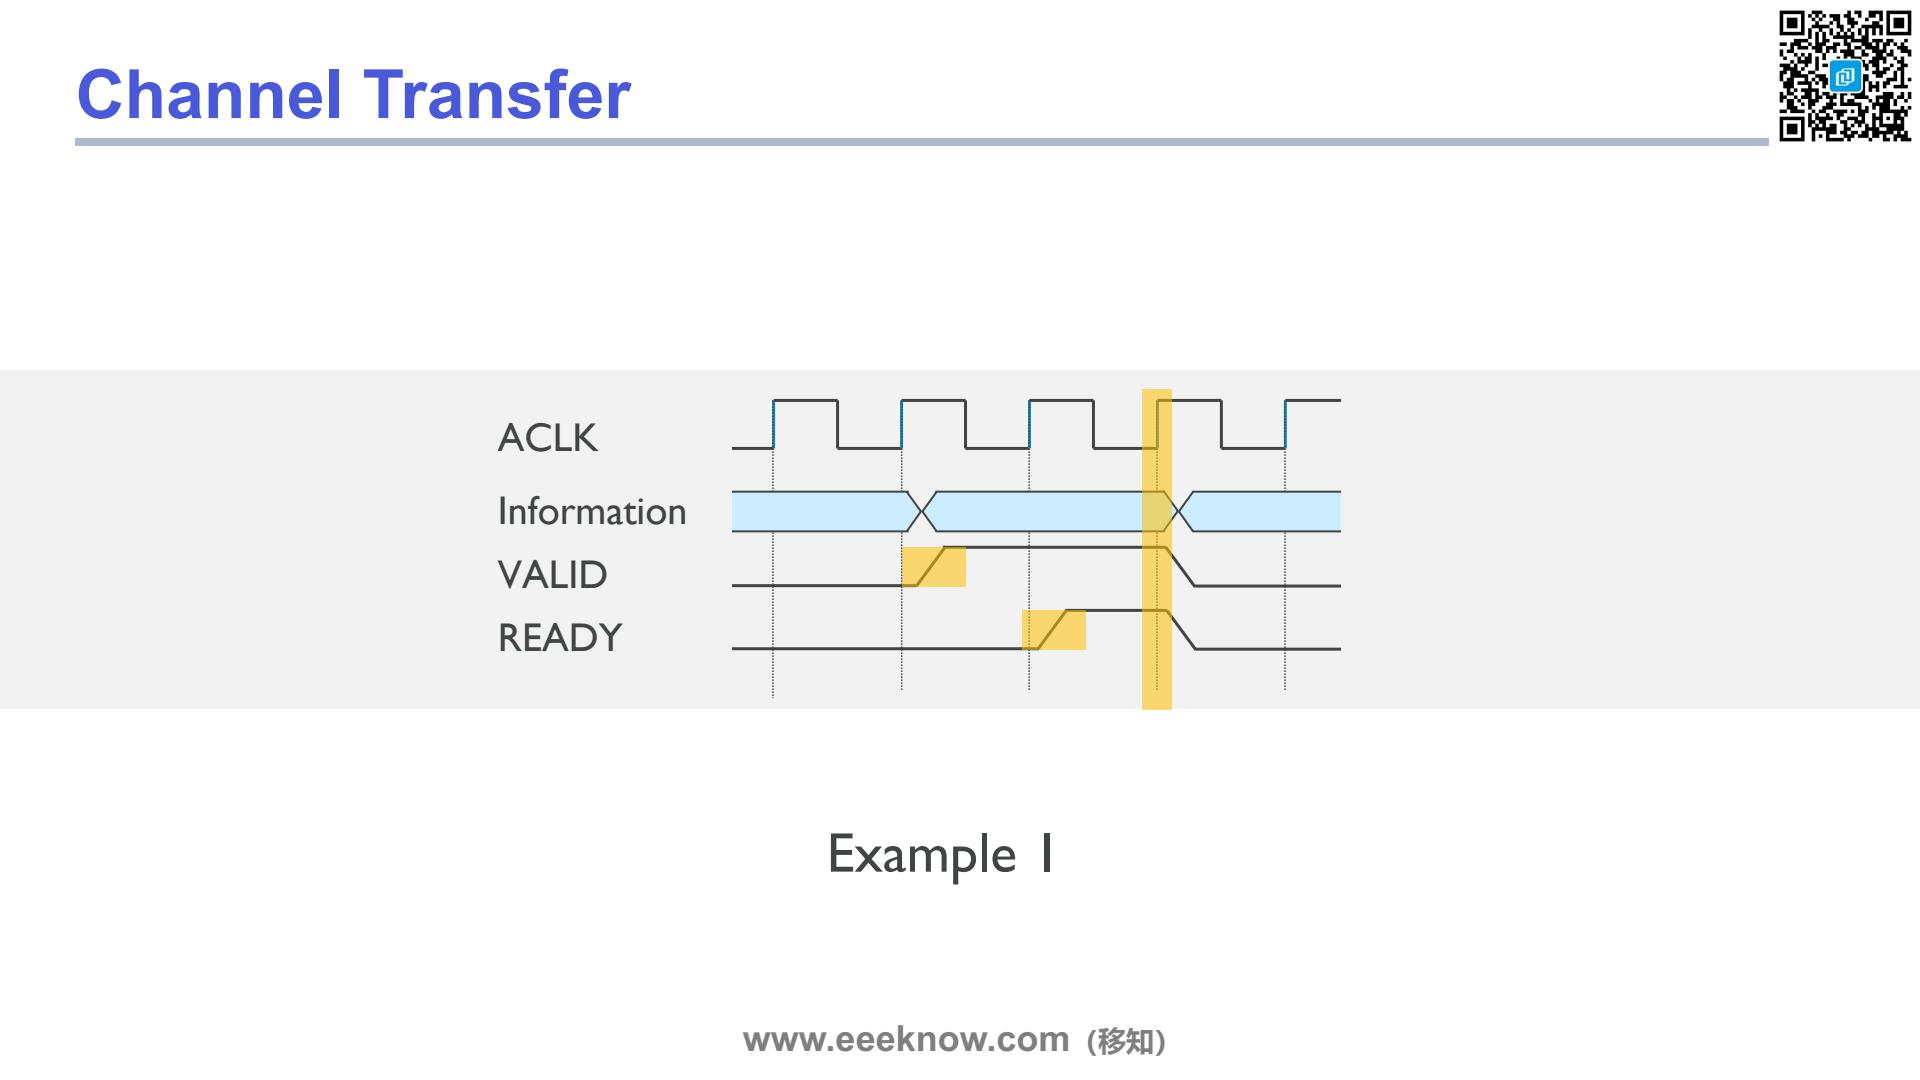 Channel Transfer
ACLK
Information
VALID
READY
Example 1
www.eeeknow.com (移知)